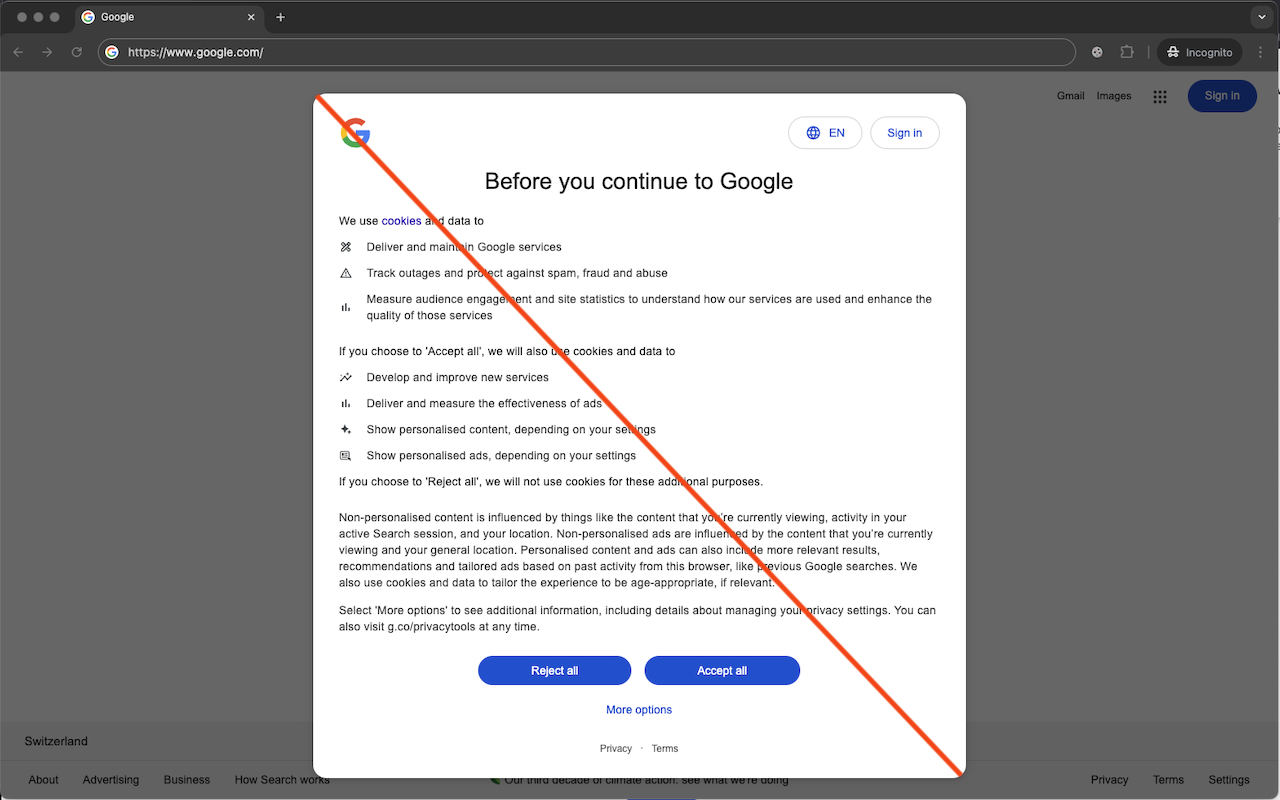 Google
https://www.google.com/
Incognito
Gmail
Images
Sign in
EN
Sign in
Before you continue to Google
We use cookies and data to
Deliver and maintain Google services
Track outages and protect against spam, fraud and abuse
Measure audience engagement and site statistics to understand how our services are used and enhance the
quality of those services
If you choose to 'Accept all', we will also use cookies and data to
Develop and improve new services
Deliver and measure the effectiveness of ads
Show personalised content, depending on your settings
Show personalised ads, depending on your settings
If you choose to 'Reject all', we will not use cookies for these additional purposes.
Non-personalised content is influenced by things like the content that you're currently viewing, activity in your
active Search session, and your location. Non-personalised ads are influenced by the content that you're currently
viewing and your general location. Personalised content and ads can also include more relevant results,
recommendations and tailored ads based on past activity from this browser, like previous Google searches. We
also use cookies and data to tailor the experience to be age-appropriate, if relevant.
Select 'More options' to see additional information, including details about managing your privacy settings. You can
also visit g.co/privacytools at any time.
Reject all
Accept all
More options
Privacy · Terms
Switzerland
About
Advertising
Business
How Search works
Our third decade of climate action: see what we're doing
Privacy
Terms
Settings